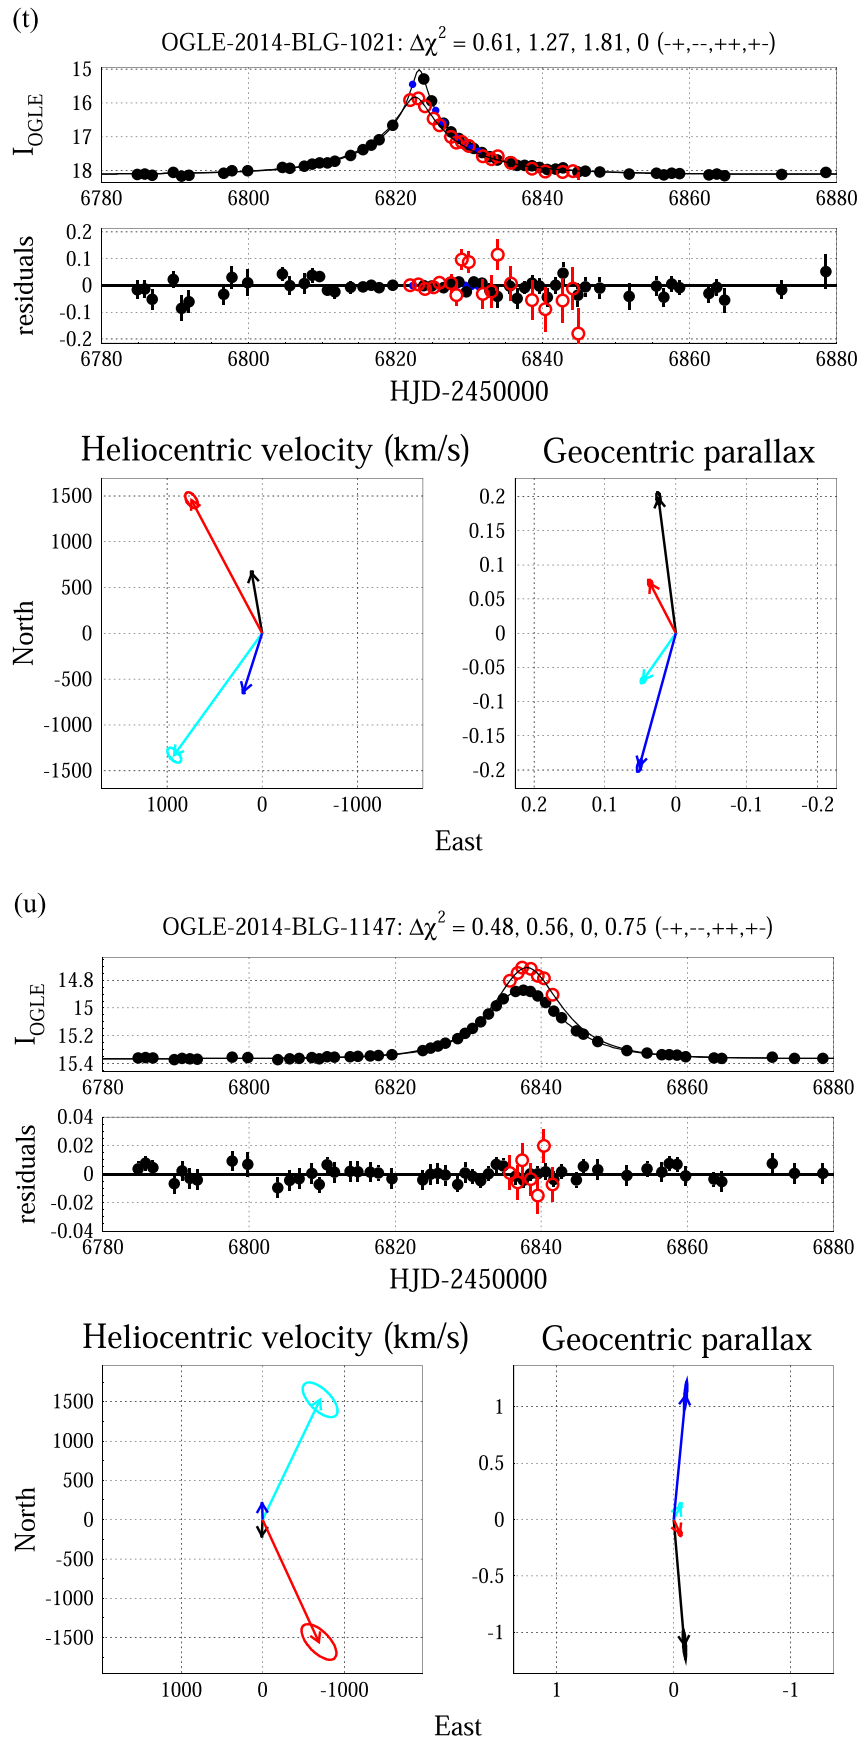 (t)
OGLE-2014-BLG-1021: Δχ² = 0.61, 1.27, 1.81, 0 (-+,--,++,+-)
15
16
17
18
I_OGLE
6780 6800 6820 6840 6860 6880
0.2
0.1
0
-0.1
-0.2
residuals
6780 6800 6820 6840 6860 6880
HJD-2450000
Heliocentric velocity (km/s) Geocentric parallax
1500
1000
500
0
-500
-1000
-1500
North
0.2
0.15
0.1
0.05
0
-0.05
-0.1
-0.15
-0.2
1000 0 -1000
0.2 0.1 0 -0.1 -0.2
East
(u)
OGLE-2014-BLG-1147: Δχ² = 0.48, 0.56, 0, 0.75 (-+,--,++,+-)
14.8
15
15.2
15.4
I_OGLE
6780 6800 6820 6840 6860 6880
0.04
0.02
0
-0.02
-0.04
residuals
6780 6800 6820 6840 6860 6880
HJD-2450000
Heliocentric velocity (km/s) Geocentric parallax
1500
1000
500
0
-500
-1000
-1500
North
1
0.5
0
-0.5
-1
1000 0 -1000
1 0 -1
East